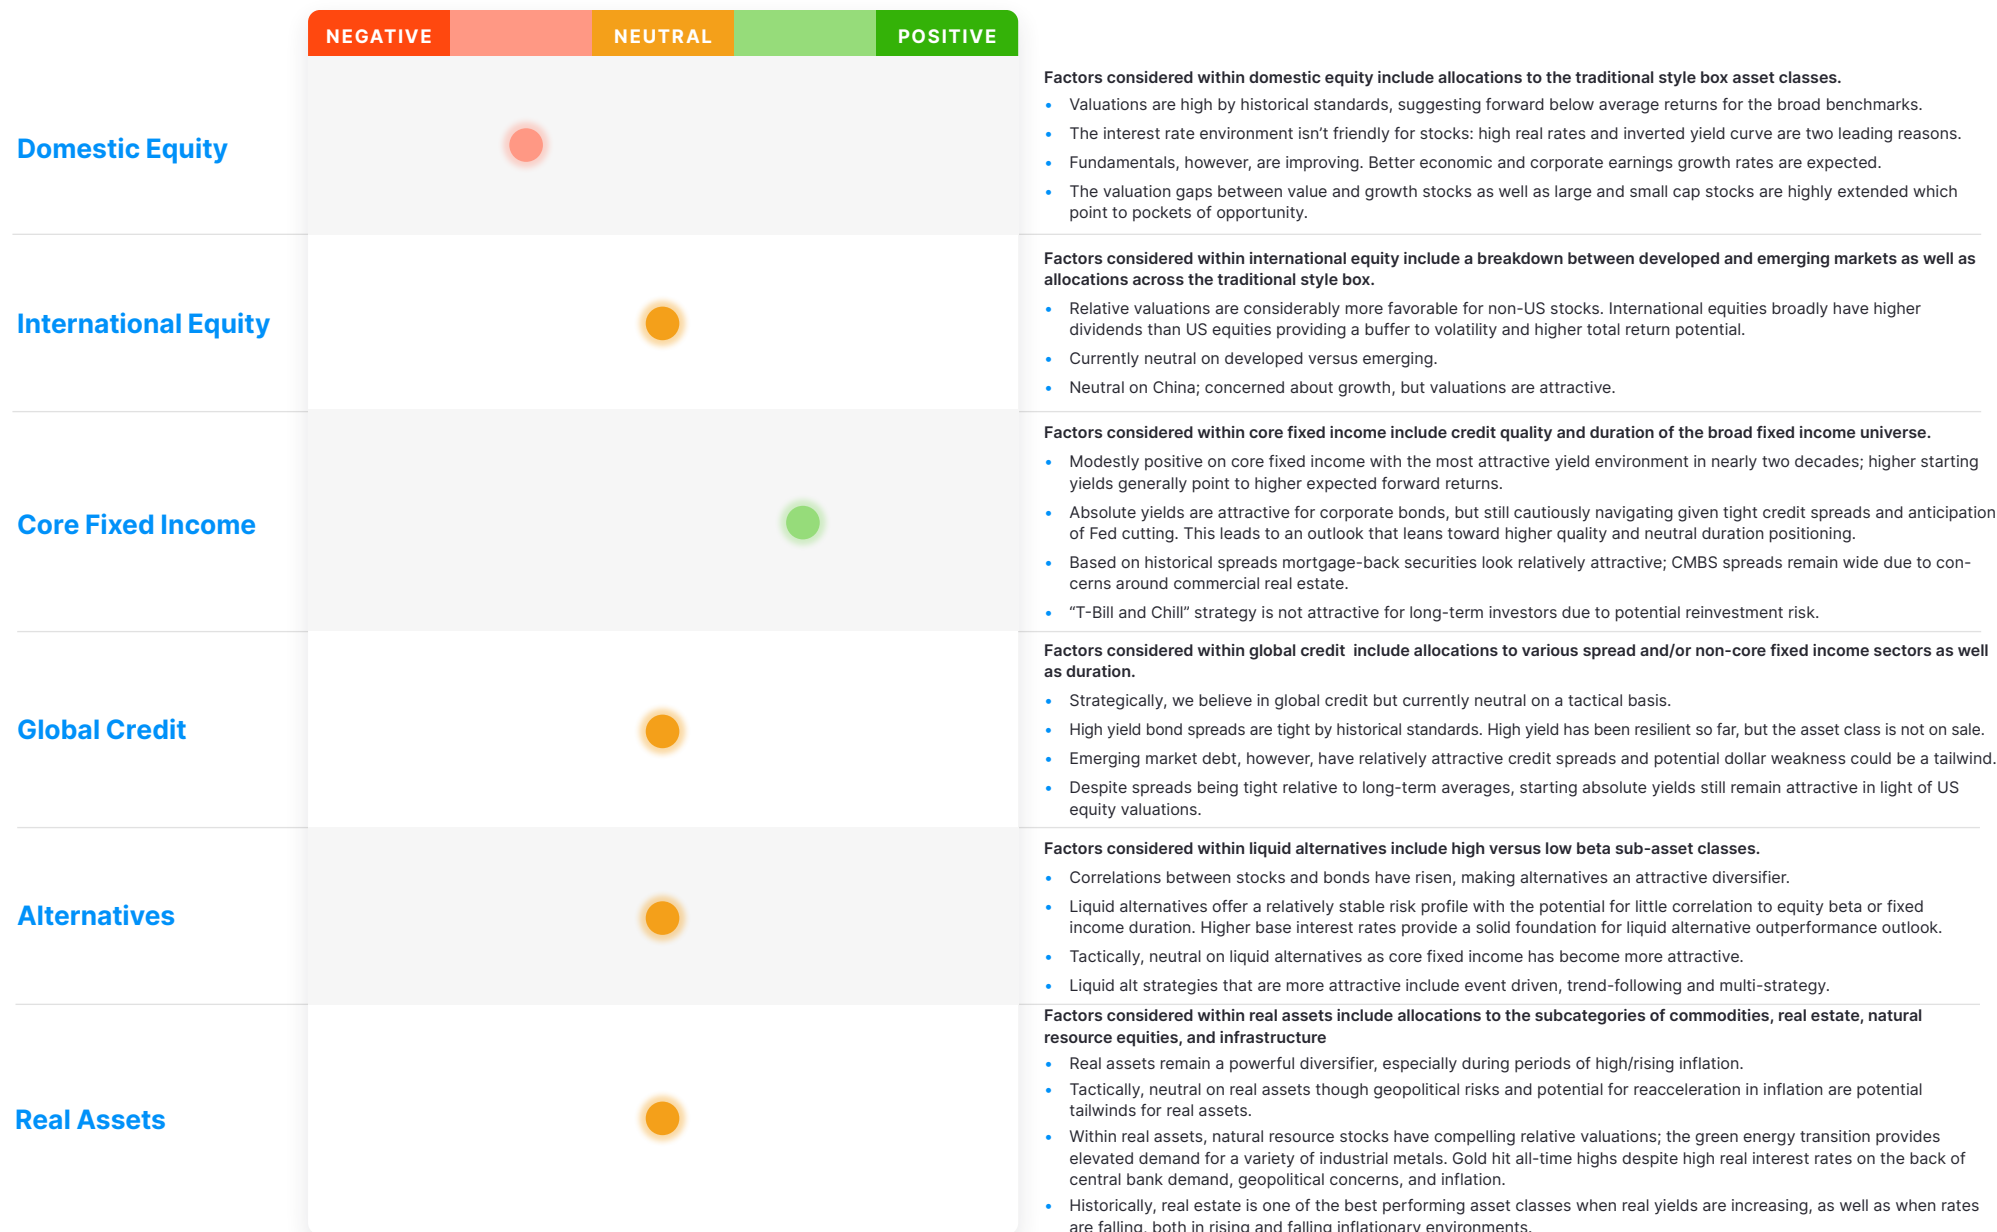 NEGATIVE NEUTRAL POSITIVE
Domestic Equity
Factors considered within domestic equity include allocations to the traditional style box asset classes.
• Valuations are high by historical standards, suggesting forward below average returns for the broad benchmarks.
• The interest rate environment isn’t friendly for stocks: high real rates and inverted yield curve are two leading reasons.
• Fundamentals, however, are improving. Better economic and corporate earnings growth rates are expected.
• The valuation gaps between value and growth stocks as well as large and small cap stocks are highly extended which
point to pockets of opportunity.
International Equity
Factors considered within international equity include a breakdown between developed and emerging markets as well as
allocations across the traditional style box.
• Relative valuations are considerably more favorable for non-US stocks. International equities broadly have higher
dividends than US equities providing a buffer to volatility and higher total return potential.
• Currently neutral on developed versus emerging.
• Neutral on China; concerned about growth, but valuations are attractive.
Core Fixed Income
Factors considered within core fixed income include credit quality and duration of the broad fixed income universe.
• Modestly positive on core fixed income with the most attractive yield environment in nearly two decades; higher starting
yields generally point to higher expected forward returns.
• Absolute yields are attractive for corporate bonds, but still cautiously navigating given tight credit spreads and anticipation
of Fed cutting. This leads to an outlook that leans toward higher quality and neutral duration positioning.
• Based on historical spreads mortgage-back securities look relatively attractive; CMBS spreads remain wide due to con-
cerns around commercial real estate.
• “T-Bill and Chill” strategy is not attractive for long-term investors due to potential reinvestment risk.
Global Credit
Factors considered within global credit  include allocations to various spread and/or non-core fixed income sectors as well
as duration.
• Strategically, we believe in global credit but currently neutral on a tactical basis.
• High yield bond spreads are tight by historical standards. High yield has been resilient so far, but the asset class is not on sale.
• Emerging market debt, however, have relatively attractive credit spreads and potential dollar weakness could be a tailwind.
• Despite spreads being tight relative to long-term averages, starting absolute yields still remain attractive in light of US
equity valuations.
Alternatives
Factors considered within liquid alternatives include high versus low beta sub-asset classes.
• Correlations between stocks and bonds have risen, making alternatives an attractive diversifier.
• Liquid alternatives offer a relatively stable risk profile with the potential for little correlation to equity beta or fixed
income duration. Higher base interest rates provide a solid foundation for liquid alternative outperformance outlook.
• Tactically, neutral on liquid alternatives as core fixed income has become more attractive.
• Liquid alt strategies that are more attractive include event driven, trend-following and multi-strategy.
Real Assets
Factors considered within real assets include allocations to the subcategories of commodities, real estate, natural
resource equities, and infrastructure
• Real assets remain a powerful diversifier, especially during periods of high/rising inflation.
• Tactically, neutral on real assets though geopolitical risks and potential for reacceleration in inflation are potential
tailwinds for real assets.
• Within real assets, natural resource stocks have compelling relative valuations; the green energy transition provides
elevated demand for a variety of industrial metals. Gold hit all-time highs despite high real interest rates on the back of
central bank demand, geopolitical concerns, and inflation.
• Historically, real estate is one of the best performing asset classes when real yields are increasing, as well as when rates
are falling, both in rising and falling inflationary environments.